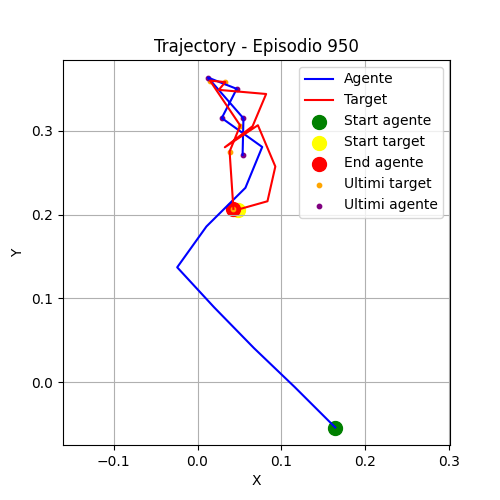 Trajectory - Episodio 950
Agente
Target
Start agente
Start target
End agente
Ultimi target
Ultimi agente
Y
0.3
0.2
0.1
0.0
−0.1
0.0
0.1
0.2
0.3
X